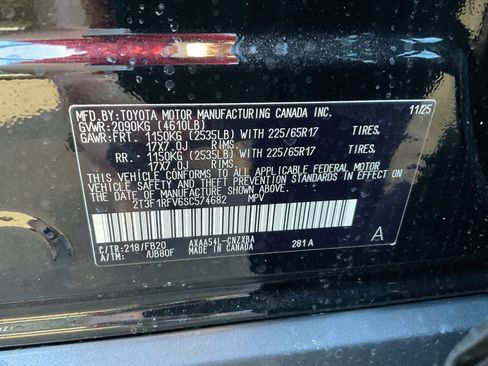 MFD.BY:TOYOTA MOTOR MANUFACTURING CANADA INC. 11/25
GVWR:2090KG (4610LB)
GAWR:FRT. 1150KG (2535LB) WITH 225/65R17 TIRES,
17X7.0J RIMS.
RR. - 1150KG (2535LB) WITH 225/65R17 TIRES,
17X7.0J RIMS.
THIS VEHICLE CONFORMS TO ALL APPLICABLE FEDERAL MOTOR
VEHICLE SAFETY AND THEFT PREVENTION STANDARDS IN EFFECT
ON THE DATE OF MANUFACTURE SHOWN ABOVE.
2T3F1RFV6SC574682 MPV
C/TR:218/FB20 AXAA54L-CNZXBA 281A A
A/TM: /UB80F MADE IN CANADA